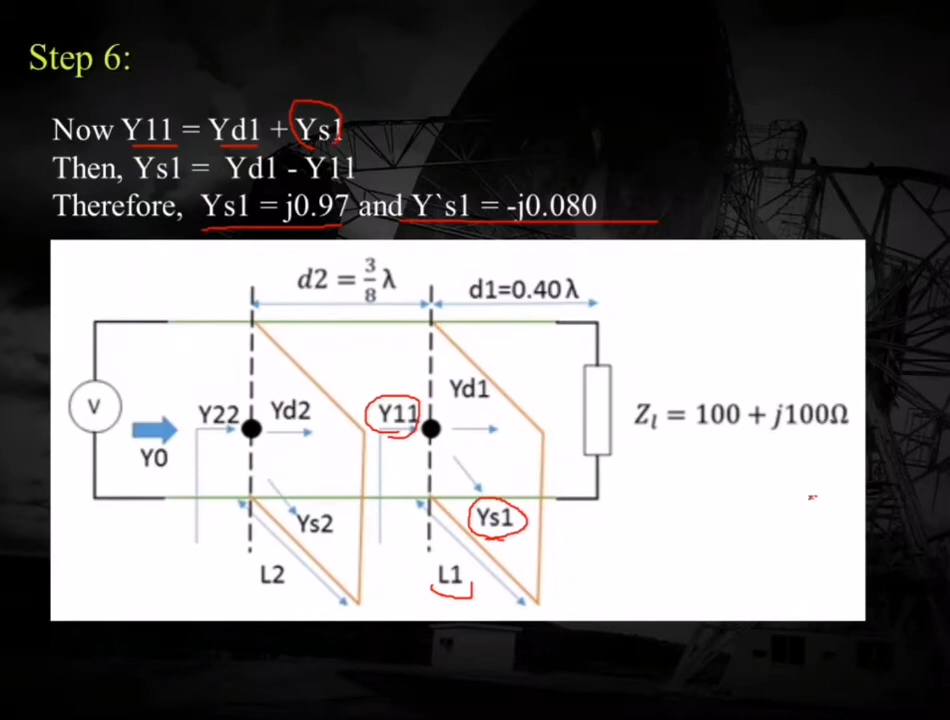 Step 6:
Now Y11 = Yd1 + Ys1
Then, Ys1 = Yd1 - Y11
Therefore, Ys1 = j0.97 and Y`s1 = -j0.080
d2 = 3/8 λ
d1=0.40λ
Yd1
V
Y22
Yd2
Y11
Zl = 100 + j100Ω
Y0
Ys2
Ys1
L2
L1